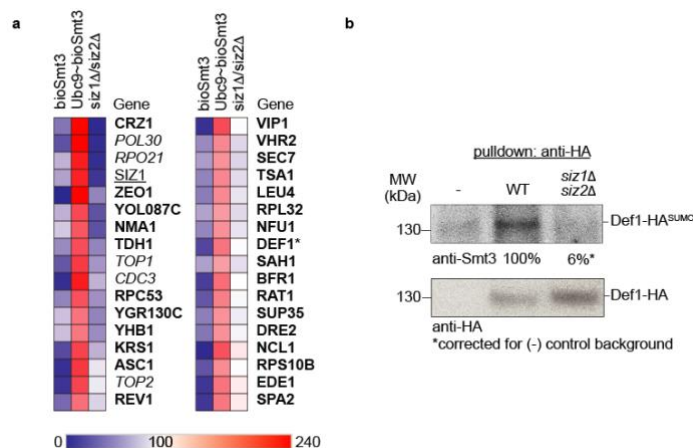 a
bioSmt3
Ubc9~bioSmt3
siz1Δ/siz2Δ
Gene
CRZ1
POL30
RPO21
SIZ1
ZEO1
YOL087C
NMA1
TDH1
TOP1
CDC3
RPC53
YGR130C
YHB1
KRS1
ASC1
TOP2
REV1
bioSmt3
Ubc9~bioSmt3
siz1Δ/siz2Δ
Gene
VIP1
VHR2
SEC7
TSA1
LEU4
RPL32
NFU1
DEF1*
SAH1
BFR1
RAT1
SUP35
DRE2
NCL1
RPS10B
EDE1
SPA2
0 100 240
b
pulldown: anti-HA
MW
(kDa)
- WT siz1Δ
siz2Δ
130 Def1-HASUMO
anti-Smt3 100% 6%*
130 Def1-HA
anti-HA
*corrected for (-) control background